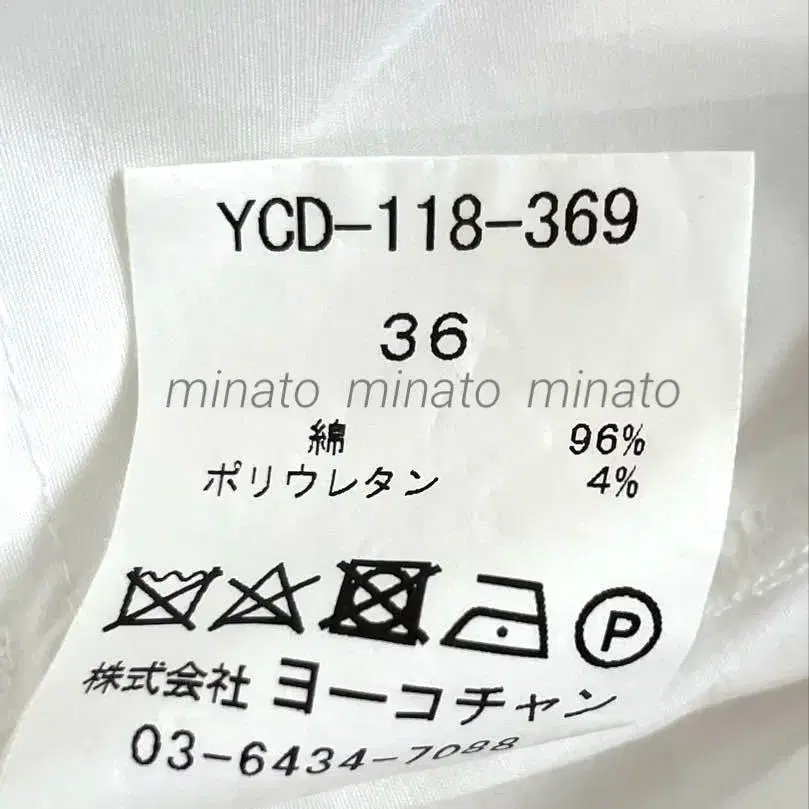 YCD-118-369
36
minato minato minato
綿 96%
ポリウレタン 4%
P
株式会社 ヨーコチャン
03-6434-7088